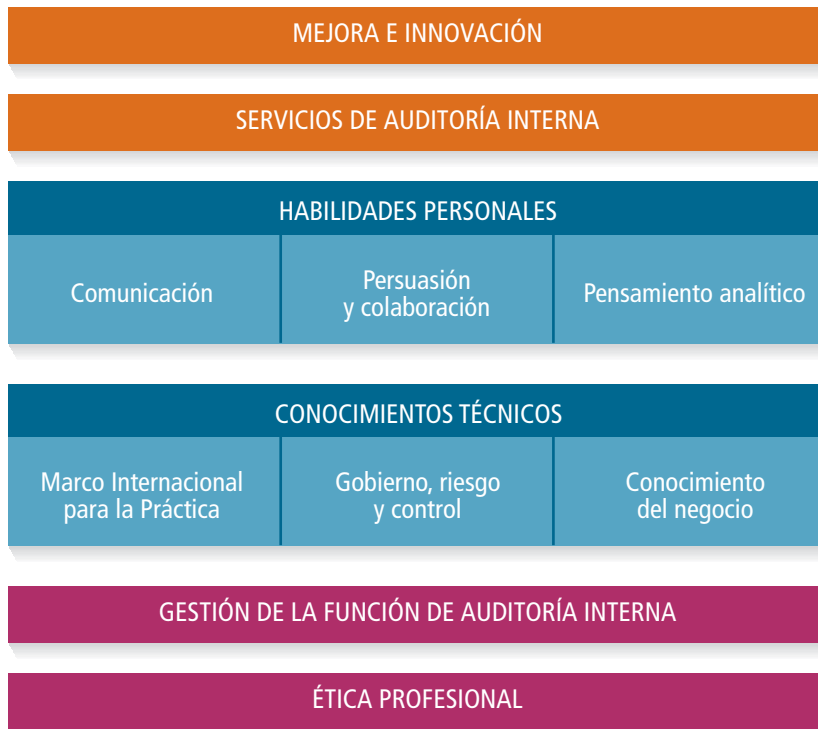 MEJORA E INNOVACIÓN
SERVICIOS DE AUDITORÍA INTERNA
HABILIDADES PERSONALES
Comunicación
Persuasión
y colaboración
Pensamiento analítico
CONOCIMIENTOS TÉCNICOS
Marco Internacional
para la Práctica
Gobierno, riesgo
y control
Conocimiento
del negocio
GESTIÓN DE LA FUNCIÓN DE AUDITORÍA INTERNA
ÉTICA PROFESIONAL